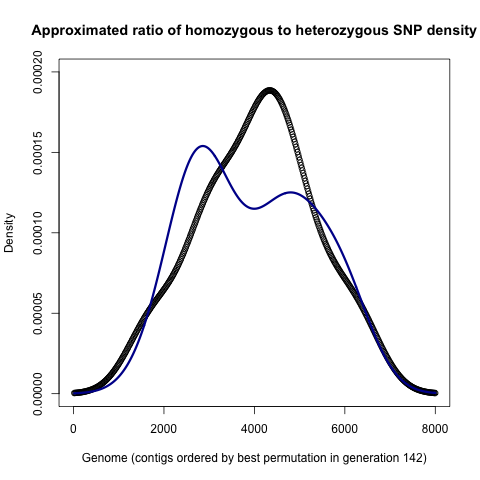 Approximated ratio of homozygous to heterozygous SNP density
0.00020
0.00015
0.00010
0.00005
0.00000
Density
0 2000 4000 6000 8000
Genome (contigs ordered by best permutation in generation 142)